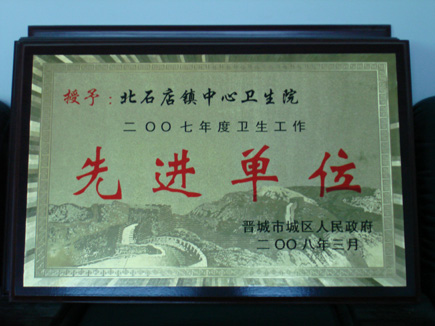 授予：北石店镇中心卫生院
二〇〇七年度卫生工作
先进单位
晋城市城区人民政府
二〇〇八年三月